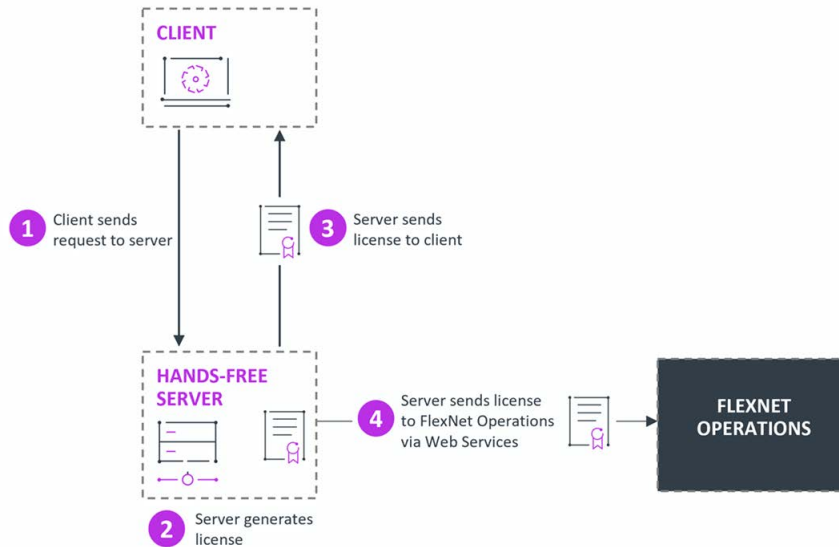 CLIENT
1
Client sends
request to server
3
Server sends
license to client
HANDS-FREE
SERVER
4
Server sends license
to FlexNet Operations
via Web Services
FLEXNET
OPERATIONS
2
Server generates
license